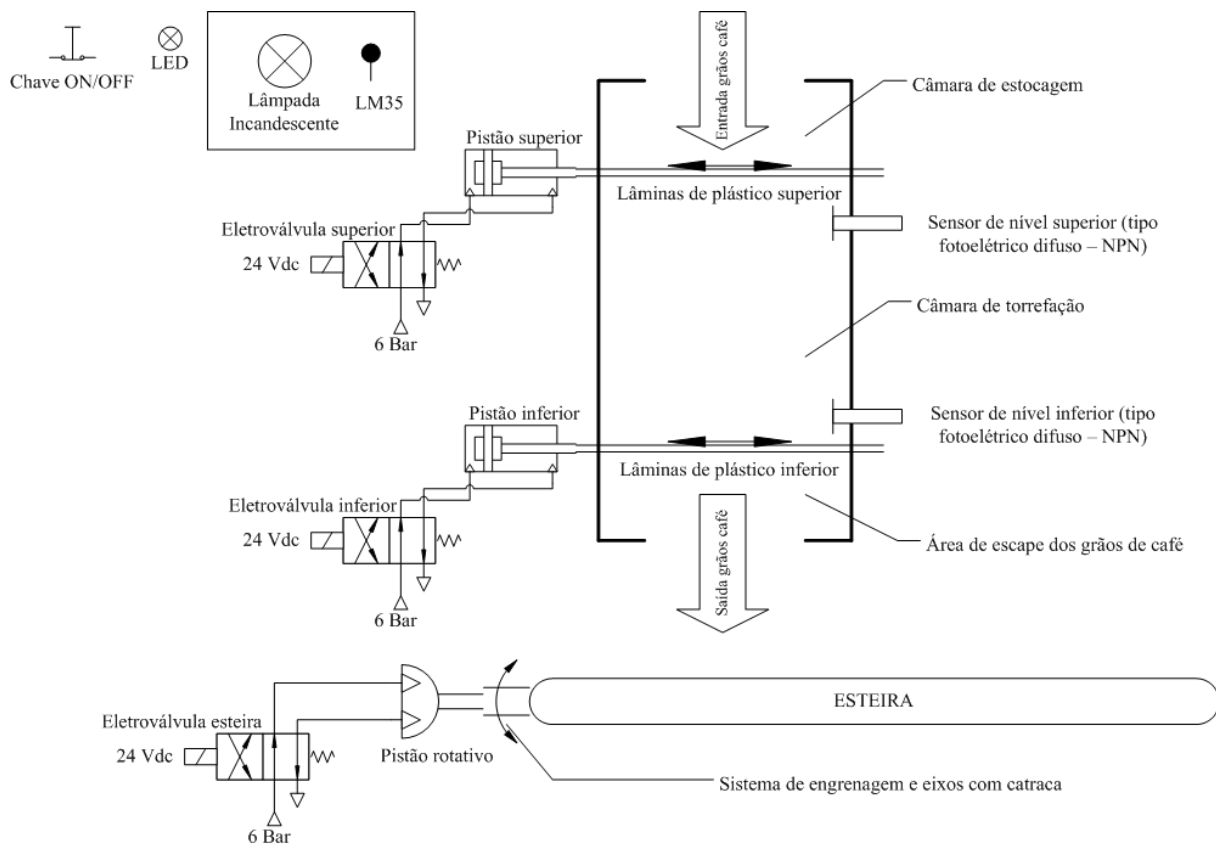 Chave ON/OFF
LED
Lâmpada
Incandescente
LM35
Entrada grãos café
Câmara de estocagem
Pistão superior
Lâminas de plástico superior
Eletroválvula superior
24 Vdc
6 Bar
Sensor de nível superior (tipo
fotoelétrico difuso – NPN)
Câmara de torrefação
Pistão inferior
Sensor de nível inferior (tipo
fotoelétrico difuso – NPN)
Lâminas de plástico inferior
Eletroválvula inferior
24 Vdc
6 Bar
Saída grãos café
Área de escape dos grãos de café
Eletroválvula esteira
24 Vdc
6 Bar
Pistão rotativo
ESTEIRA
Sistema de engrenagem e eixos com catraca